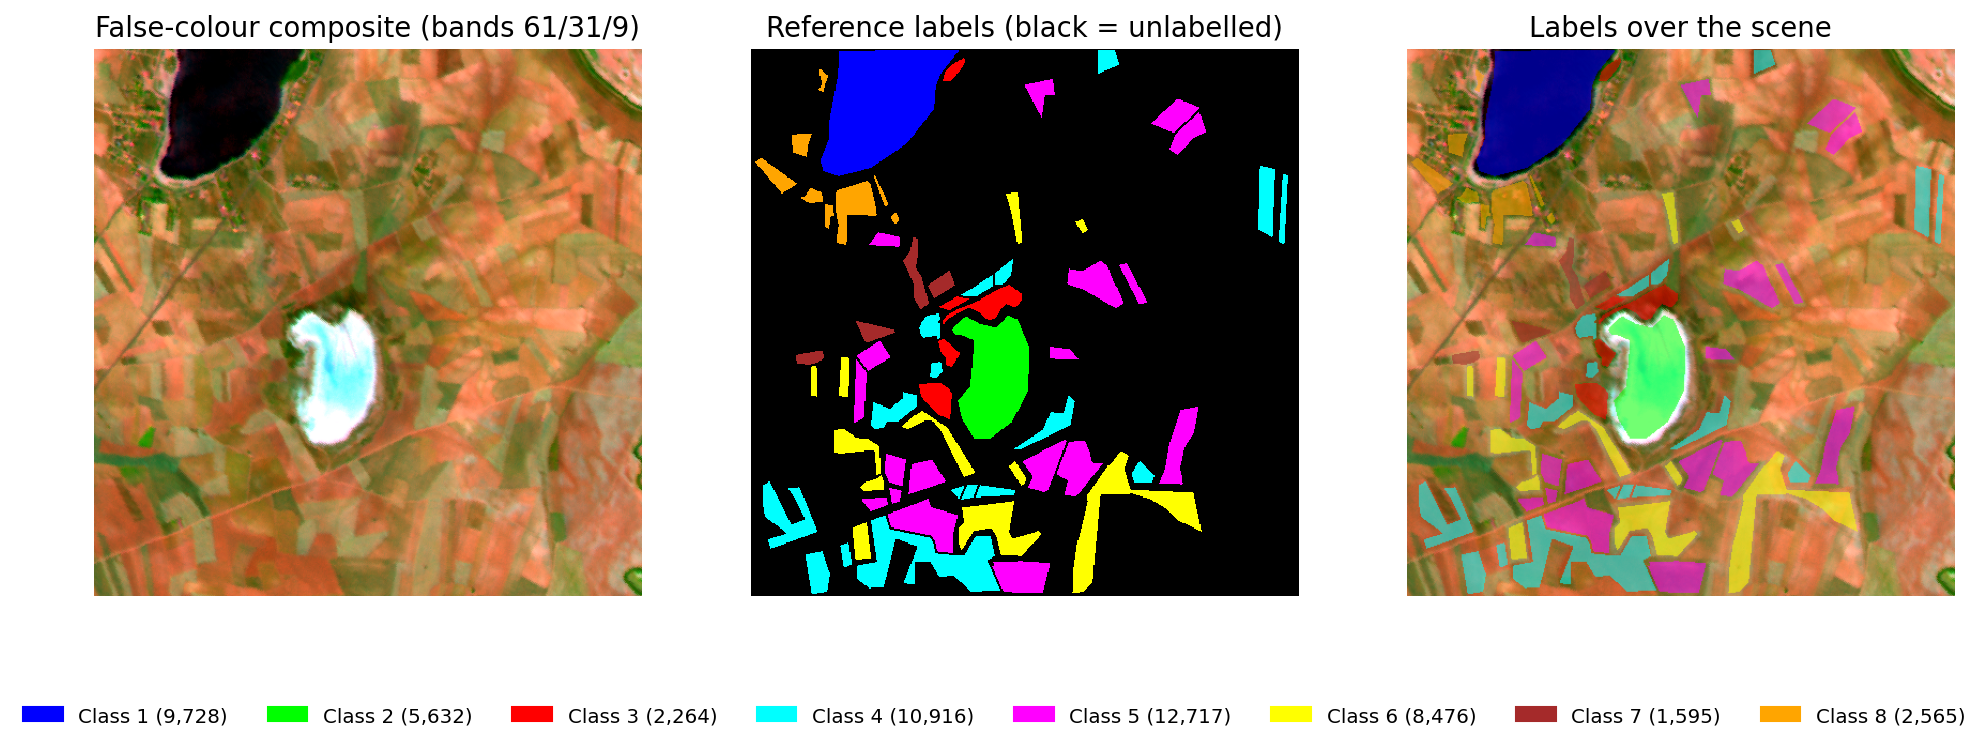 False-colour composite (bands 61/31/9)
Reference labels (black = unlabelled)
Labels over the scene
Class 1 (9,728)
Class 2 (5,632)
Class 3 (2,264)
Class 4 (10,916)
Class 5 (12,717)
Class 6 (8,476)
Class 7 (1,595)
Class 8 (2,565)